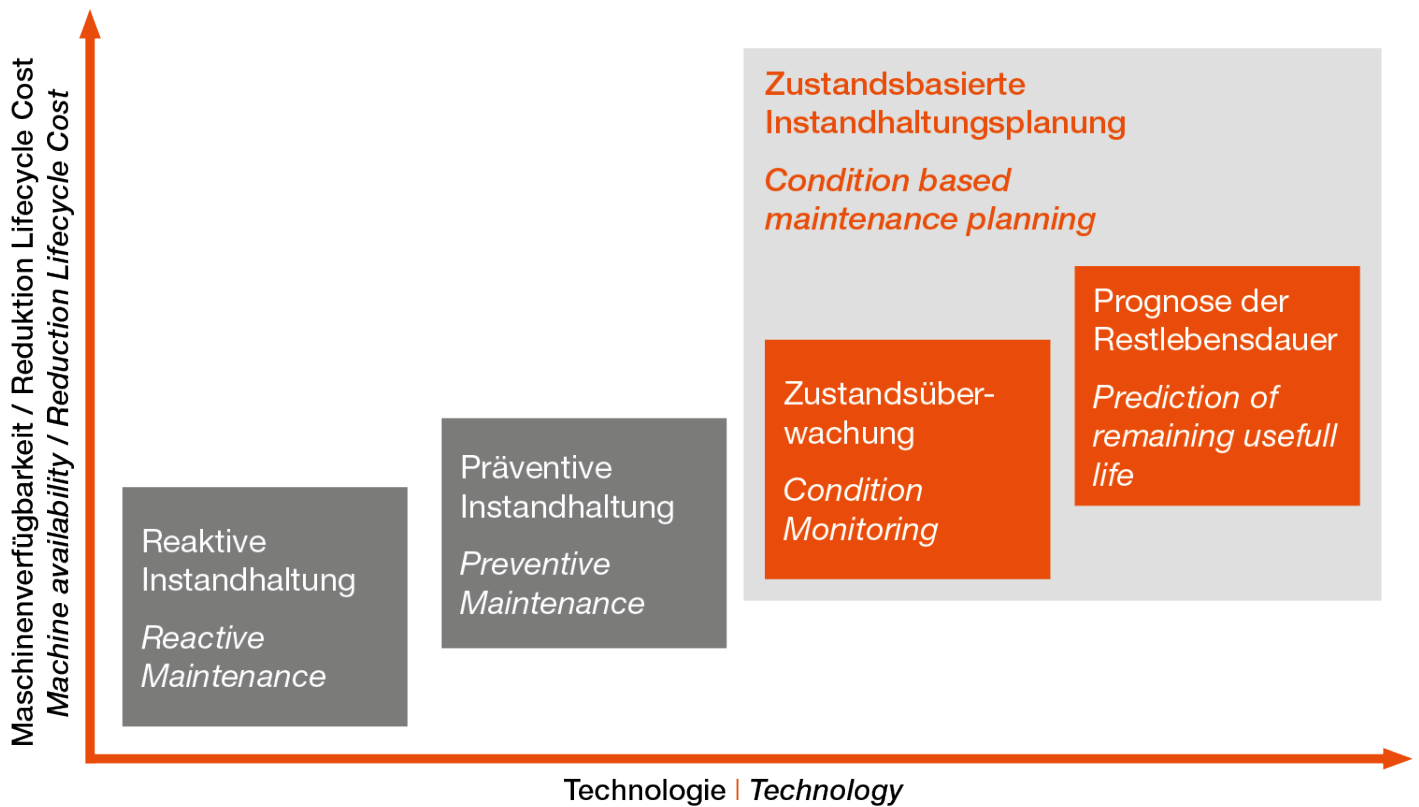 Maschinenverfügbarkeit / Reduktion Lifecycle Cost
Machine availability / Reduction Lifecycle Cost
Zustandsbasierte
Instandhaltungsplanung
Condition based
maintenance planning
Reaktive
Instandhaltung
Reactive
Maintenance
Präventive
Instandhaltung
Preventive
Maintenance
Zustandsüber-
wachung
Condition
Monitoring
Prognose der
Restlebensdauer
Prediction of
remaining usefull
life
Technologie | Technology